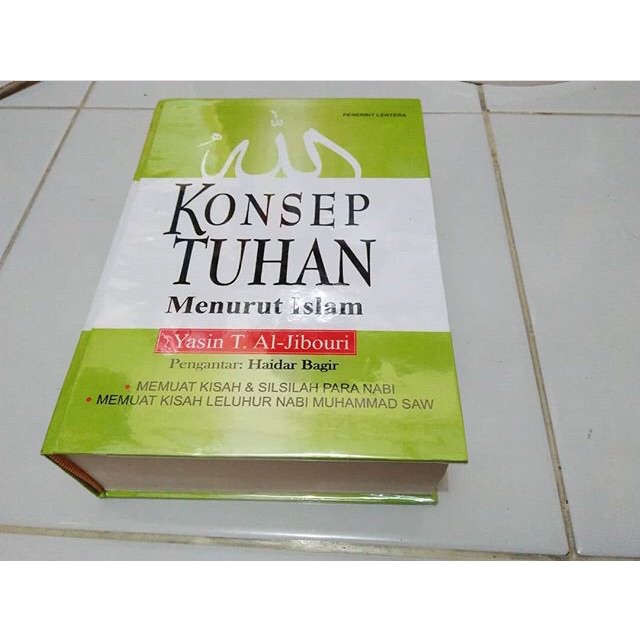 PENERBIT LENTERA
الله
KONSEP
TUHAN
Menurut Islam
Yasin T. Al-Jibouri
Pengantar: Haidar Bagir
• MEMUAT KISAH & SILSILAH PARA NABI
• MEMUAT KISAH LELUHUR NABI MUHAMMAD SAW